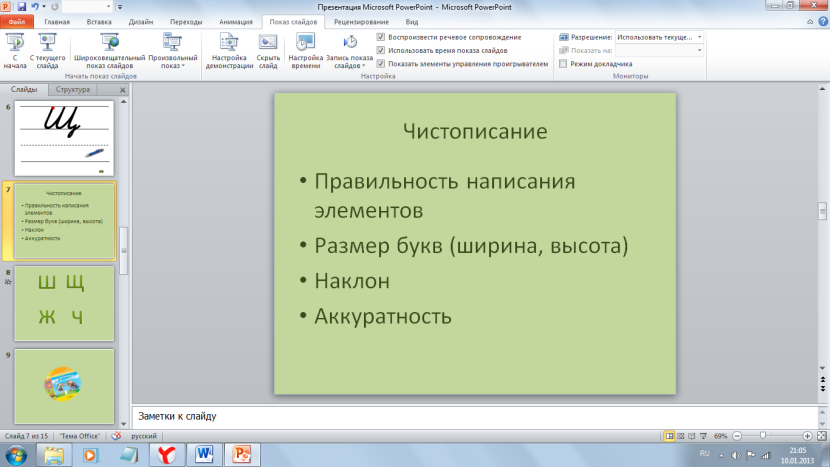 Презентация Microsoft PowerPoint - Microsoft PowerPoint
Файл Главная Вставка Дизайн Переходы Анимация Показ слайдов Рецензирование Вид
С начала
С текущего слайда
Широковещательный показ слайдов
Произвольный показ
Начать показ слайдов
Настройка демонстрации
Скрыть слайд
Настройка времени
Запись показа слайдов
Воспроизвести речевое сопровождение
Использовать время показа слайдов
Показать элементы управления проигрывателем
Настройка
Разрешение: Использовать текуще...
Показать на:
Режим докладчика
Мониторы
Слайды Структура
6
Щ
7
Чистописание
• Правильность написания
элементов
• Размер букв (ширина, высота)
• Наклон
• Аккуратность
8
Ш Щ
Ж Ч
9
Чистописание
• Правильность написания
элементов
• Размер букв (ширина, высота)
• Наклон
• Аккуратность
Заметки к слайду
Слайд 7 из 15 "Тема Office" русский 69%
RU 21:05
10.01.2013